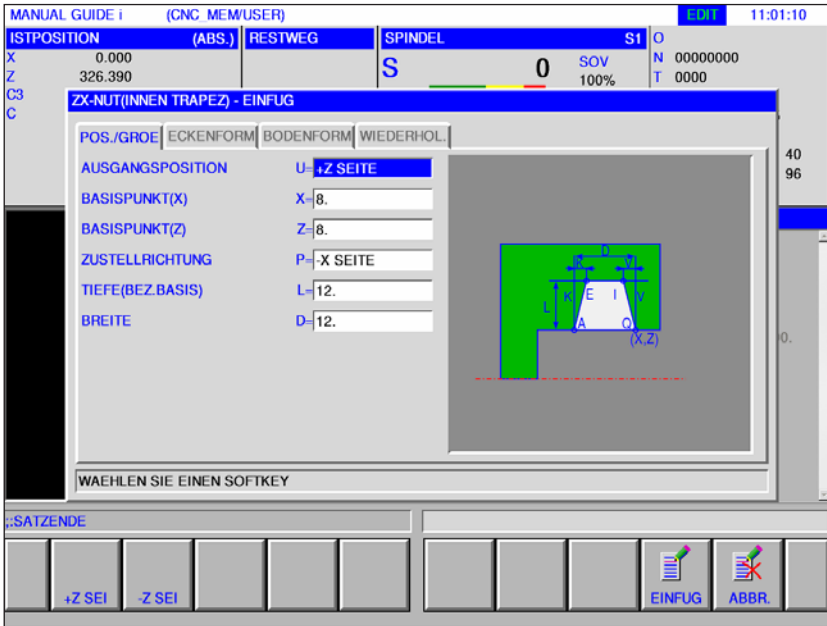 MANUAL GUIDE i (CNC_MEM/USER) EDIT 11:01:10
ISTPOSITION (ABS.) RESTWEG SPINDEL S1 O
X 0.000 S 0 SOV N 00000000
Z 326.390 100% T 0000
C3
C
40
96
ZX-NUT(INNEN TRAPEZ) - EINFUG
POS./GROE ECKENFORM BODENFORM WIEDERHOL.
AUSGANGSPOSITION U= +Z SEITE
BASISPUNKT(X) X= 8.
BASISPUNKT(Z) Z= 8.
ZUSTELLRICHTUNG P= -X SEITE
TIEFE(BEZ.BASIS) L= 12.
BREITE D= 12.
D
K V
K E I V
L
A Q
(X,Z)
0.
WAEHLEN SIE EINEN SOFTKEY
;:SATZENDE
+Z SEI -Z SEI EINFUG ABBR.